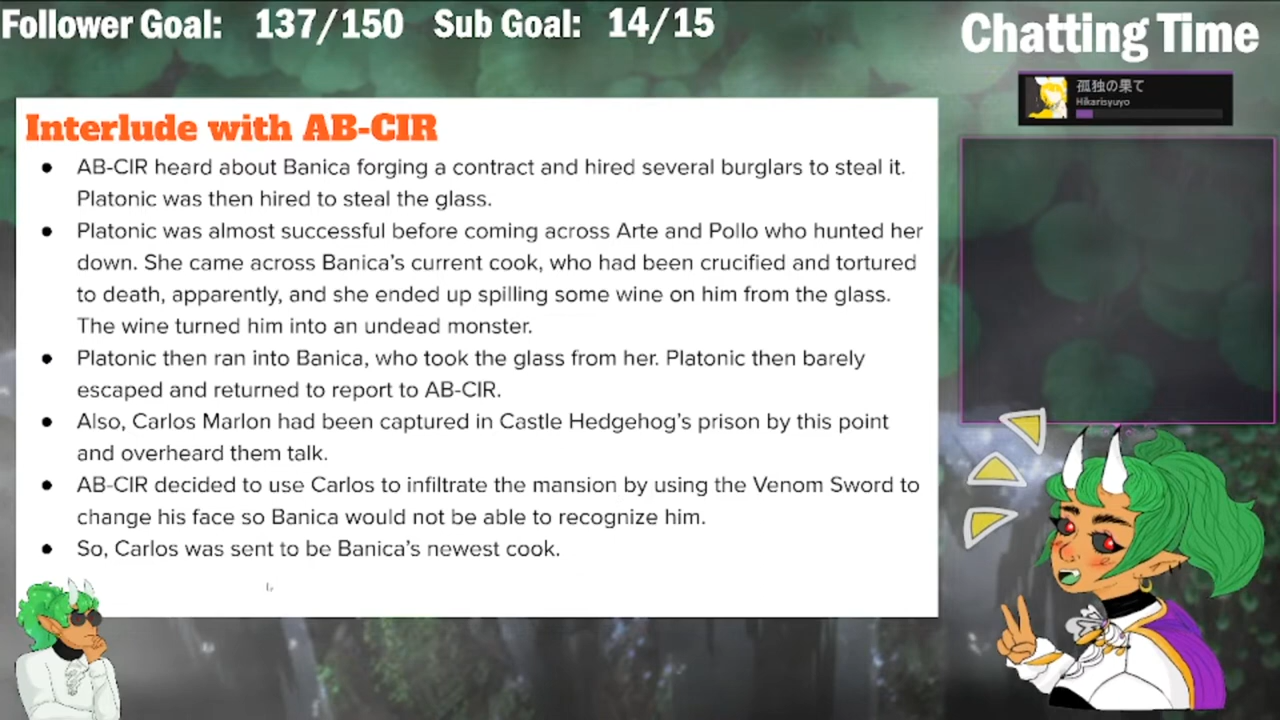 Follower Goal: 137/150 Sub Goal: 14/15
Chatting Time
孤独の果て
Hikarisyuyo
Interlude with AB-CIR
• AB-CIR heard about Banica forging a contract and hired several burglars to steal it.
Platonic was then hired to steal the glass.
• Platonic was almost successful before coming across Arte and Pollo who hunted her
down. She came across Banica's current cook, who had been crucified and tortured
to death, apparently, and she ended up spilling some wine on him from the glass.
The wine turned him into an undead monster.
• Platonic then ran into Banica, who took the glass from her. Platonic then barely
escaped and returned to report to AB-CIR.
• Also, Carlos Marlon had been captured in Castle Hedgehog's prison by this point
and overheard them talk.
• AB-CIR decided to use Carlos to infiltrate the mansion by using the Venom Sword to
change his face so Banica would not be able to recognize him.
• So, Carlos was sent to be Banica's newest cook.